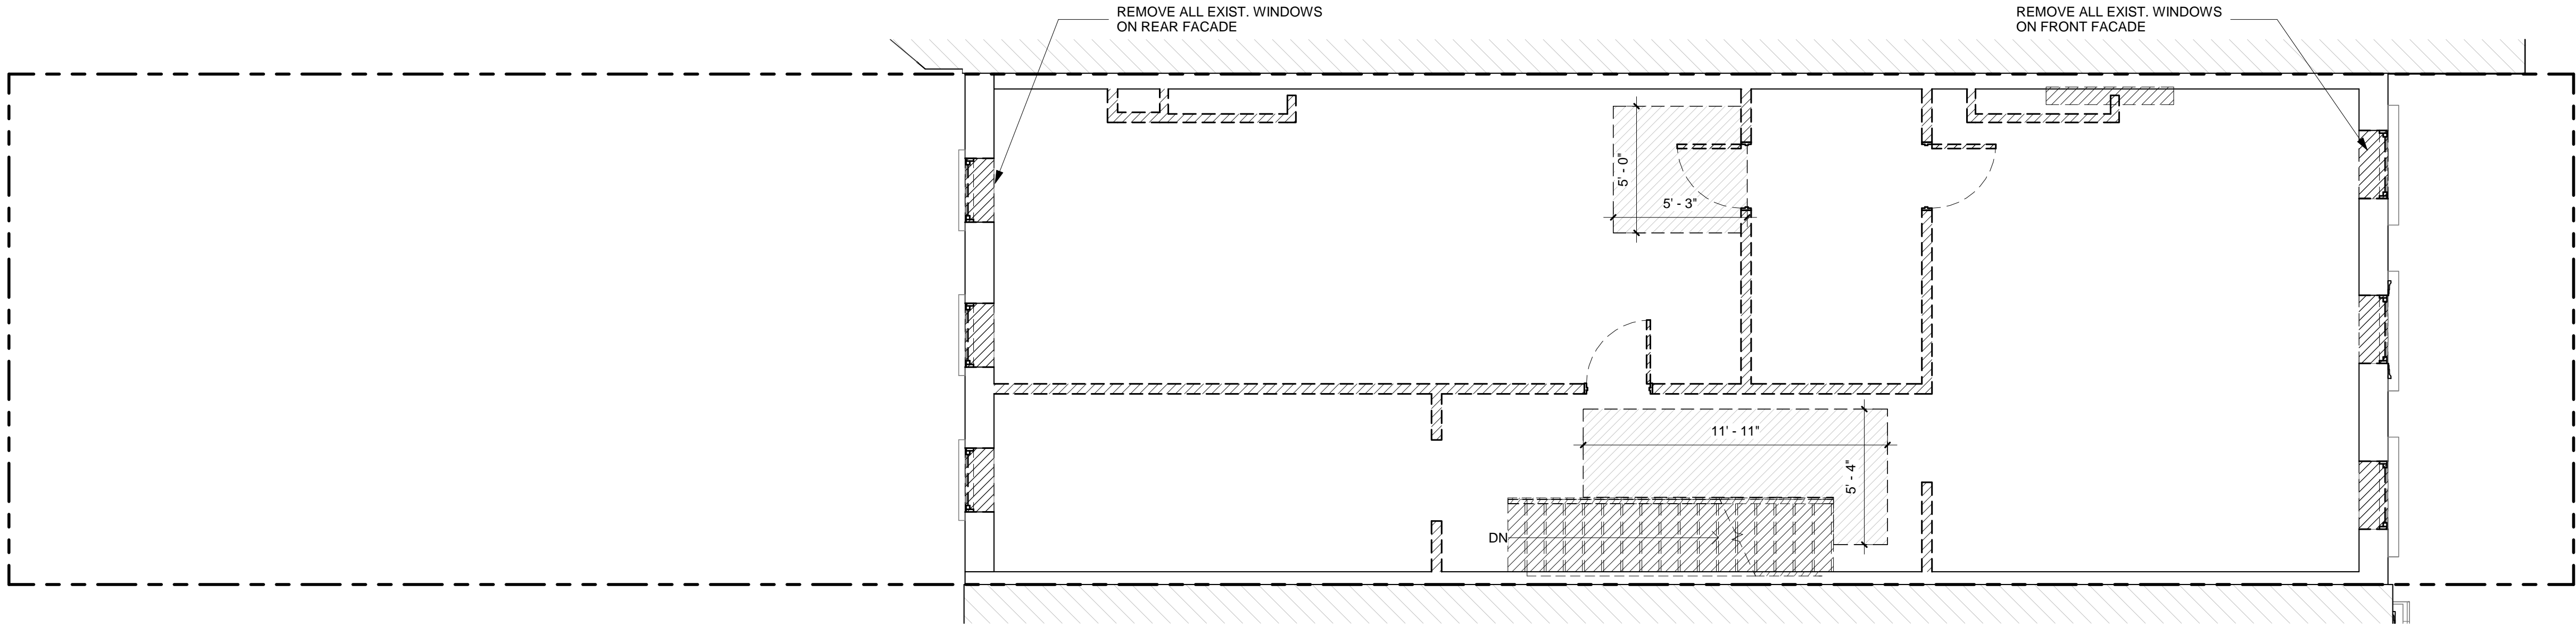 REMOVE ALL EXIST. WINDOWS
ON REAR FACADE
REMOVE ALL EXIST. WINDOWS
ON FRONT FACADE
5' - 0"
5' - 3"
11' - 11"
5' - 4"
DN